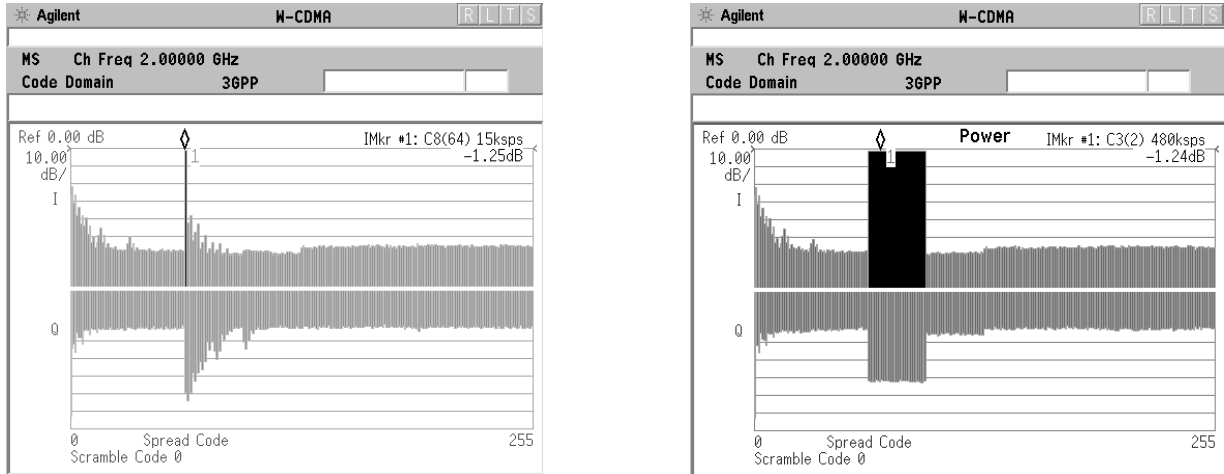 Agilent W-CDMA R L T S
MS Ch Freq 2.00000 GHz
Code Domain 3GPP
Ref 0.00 dB IMkr #1: C8(64) 15ksps
10.00 1 -1.25dB
dB/
I
Q
0 Spread Code 255
Scramble Code 0
Agilent W-CDMA R L T S
MS Ch Freq 2.00000 GHz
Code Domain 3GPP
Ref 0.00 dB Power IMkr #1: C3(2) 480ksps
10.00 1 -1.24dB
dB/
I
Q
0 Spread Code 255
Scramble Code 0